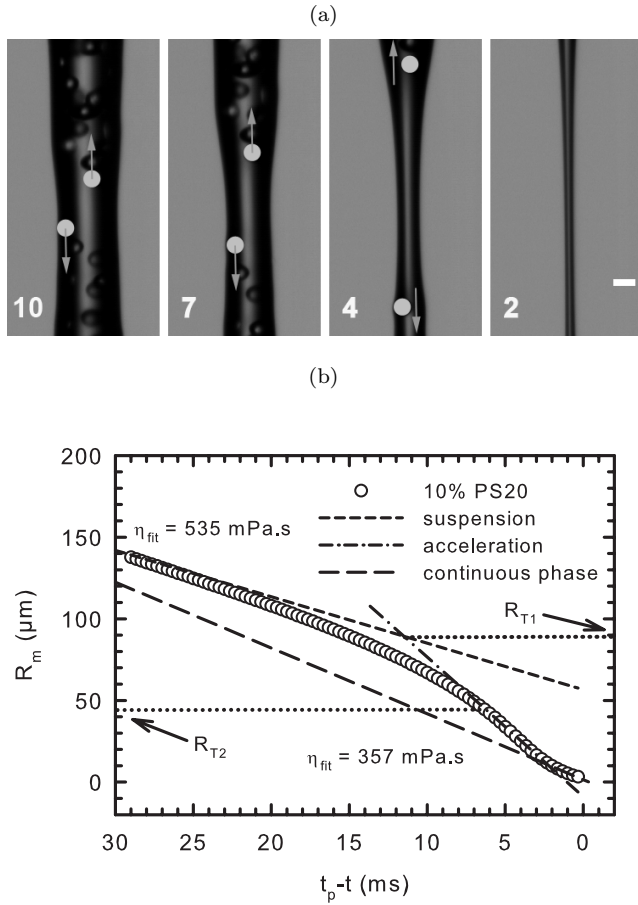 (a)
10 7 4 2
(b)
200
150
100
50
0
R_m (μm)
η_fit = 535 mPa.s
10% PS20
suspension
acceleration
continuous phase
R_T1
R_T2
η_fit = 357 mPa.s
30 25 20 15 10 5 0
t_p-t (ms)